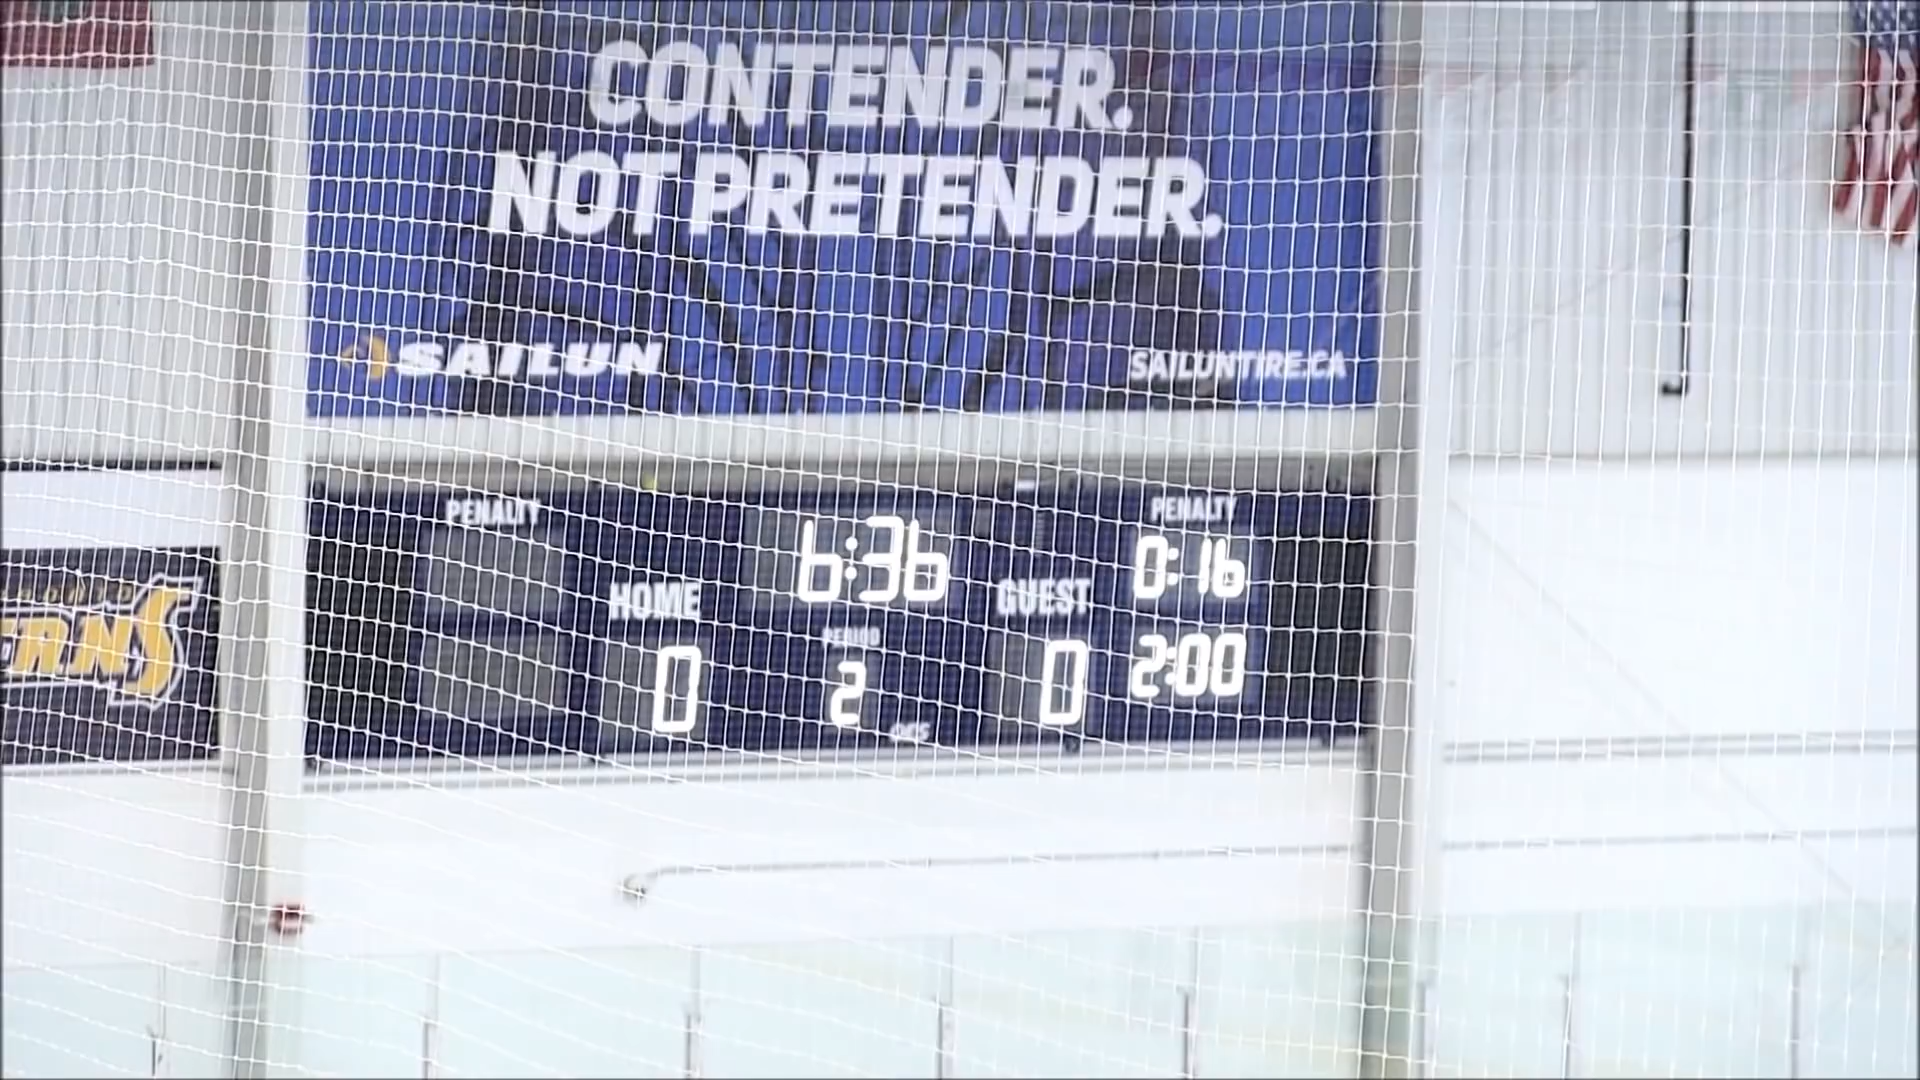 CONTENDER.
NOT PRETENDER.
SAILUN
SAILUNTIRE.CA
PENALTY
6:36
PENALTY
0:16
HOME
GUEST
PERIOD
2:00
0
2
0